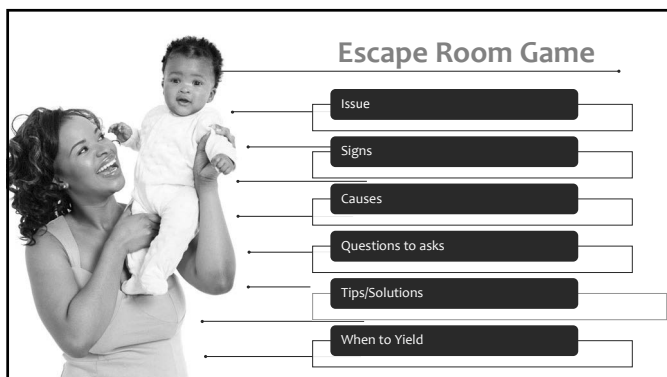 Escape Room Game
Issue
Signs
Causes
Questions to asks
Tips/Solutions
When to Yield